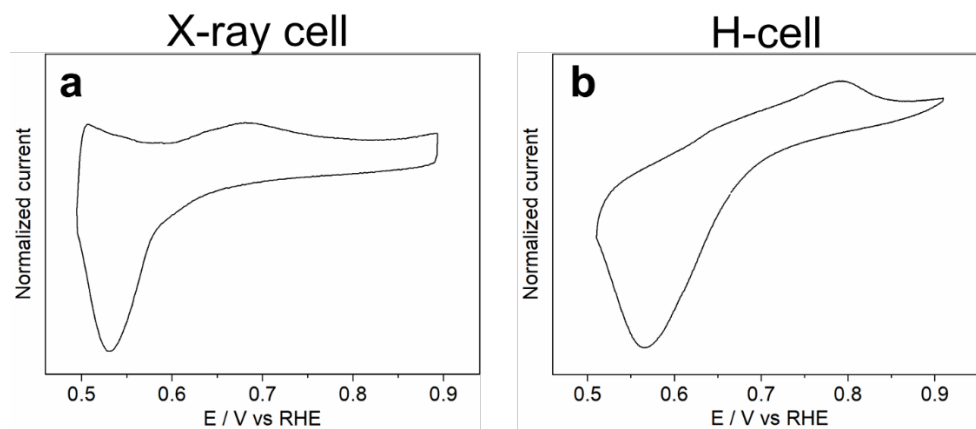 X-ray cell
H-cell
a
b
Normalized current
Normalized current
0.5 0.6 0.7 0.8 0.9
0.5 0.6 0.7 0.8 0.9
E / V vs RHE
E / V vs RHE